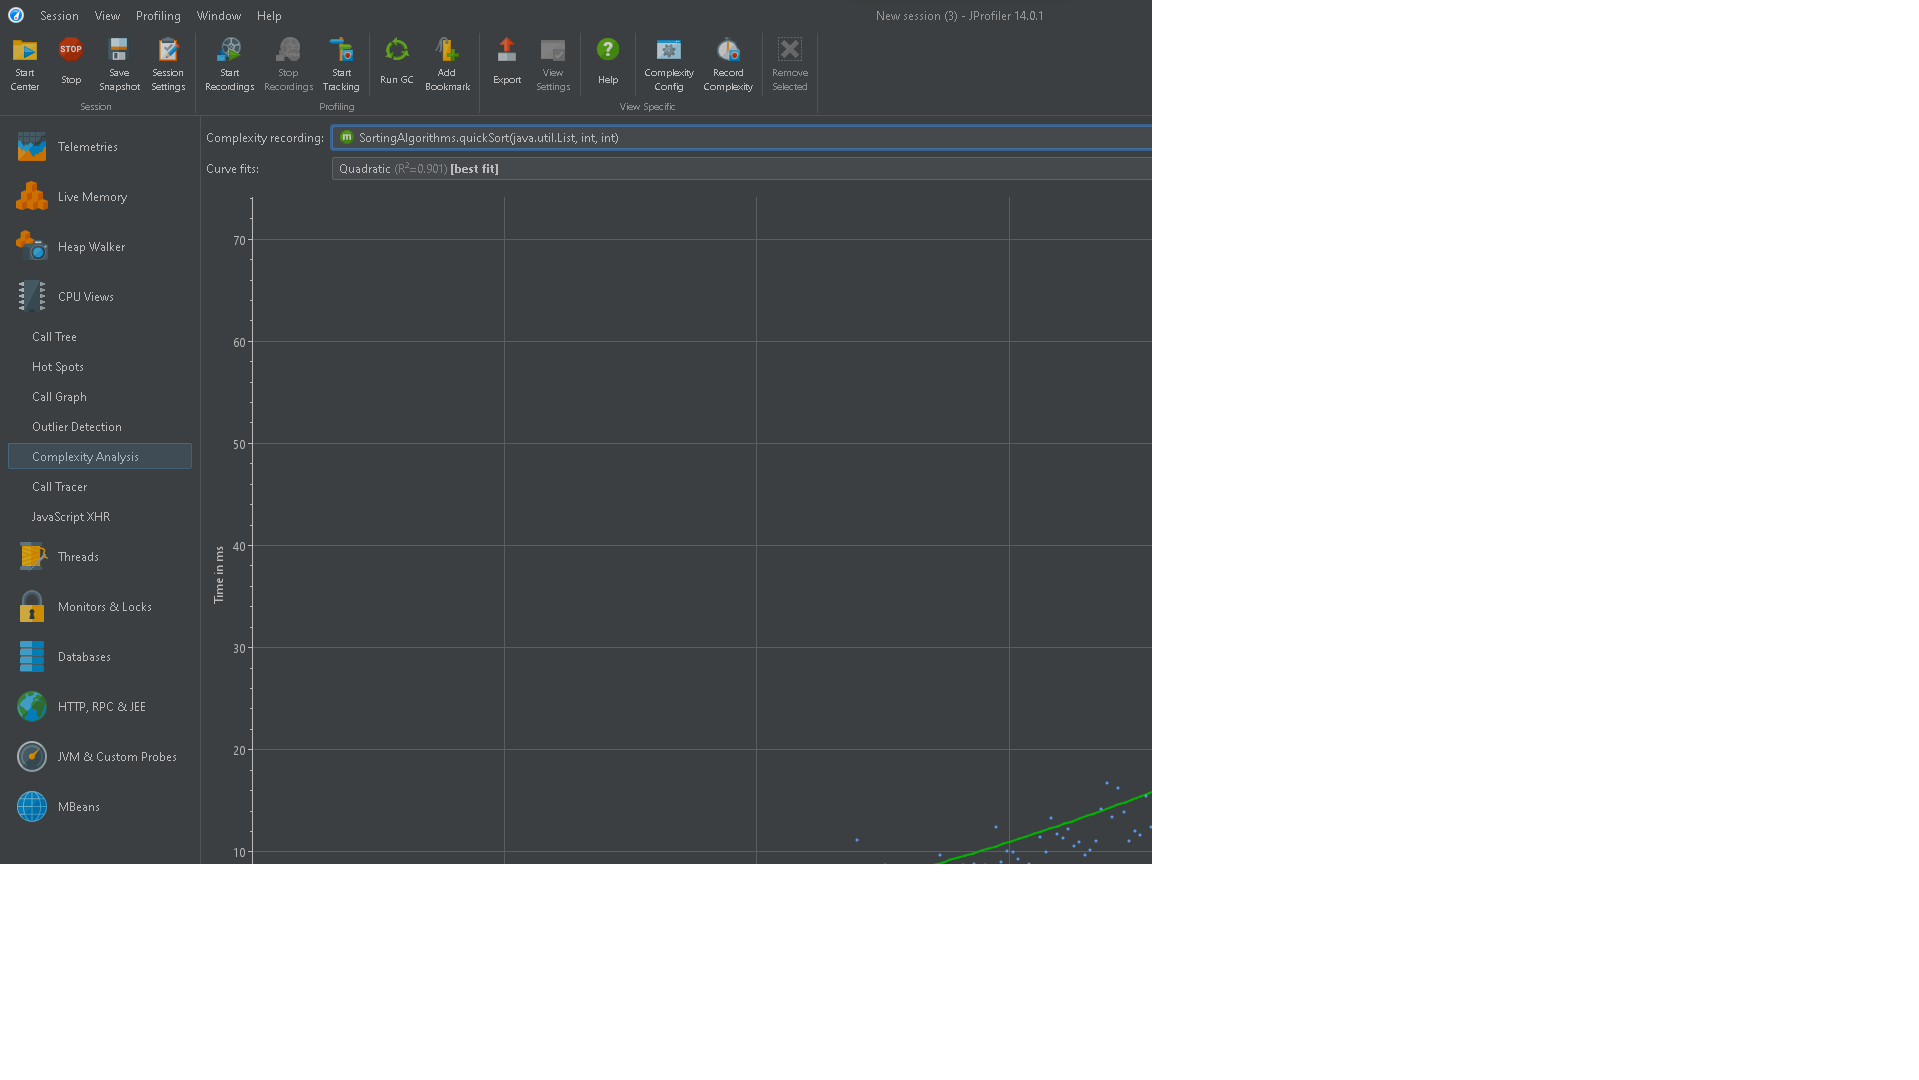 Session View Profiling Window Help
New session (3) - JProfiler 14.0.1
STOP
Start Center
Stop
Save Snapshot
Session Settings
Start Recordings
Stop Recordings
Start Tracking
Run GC
Add Bookmark
Export
View Settings
Help
Complexity Config
Record Complexity
Remove Selected
Session
Profiling
View Specific
Telemetries
Live Memory
Heap Walker
CPU Views
Call Tree
Hot Spots
Call Graph
Outlier Detection
Complexity Analysis
Call Tracer
JavaScript XHR
Threads
Monitors & Locks
Databases
HTTP, RPC & JEE
JVM & Custom Probes
MBeans
Complexity recording: m SortingAlgorithms.quickSort(java.util.List, int, int)
Curve fits: Quadratic (R²=0.901) [best fit]
70
60
50
40
30
20
10
Time in ms